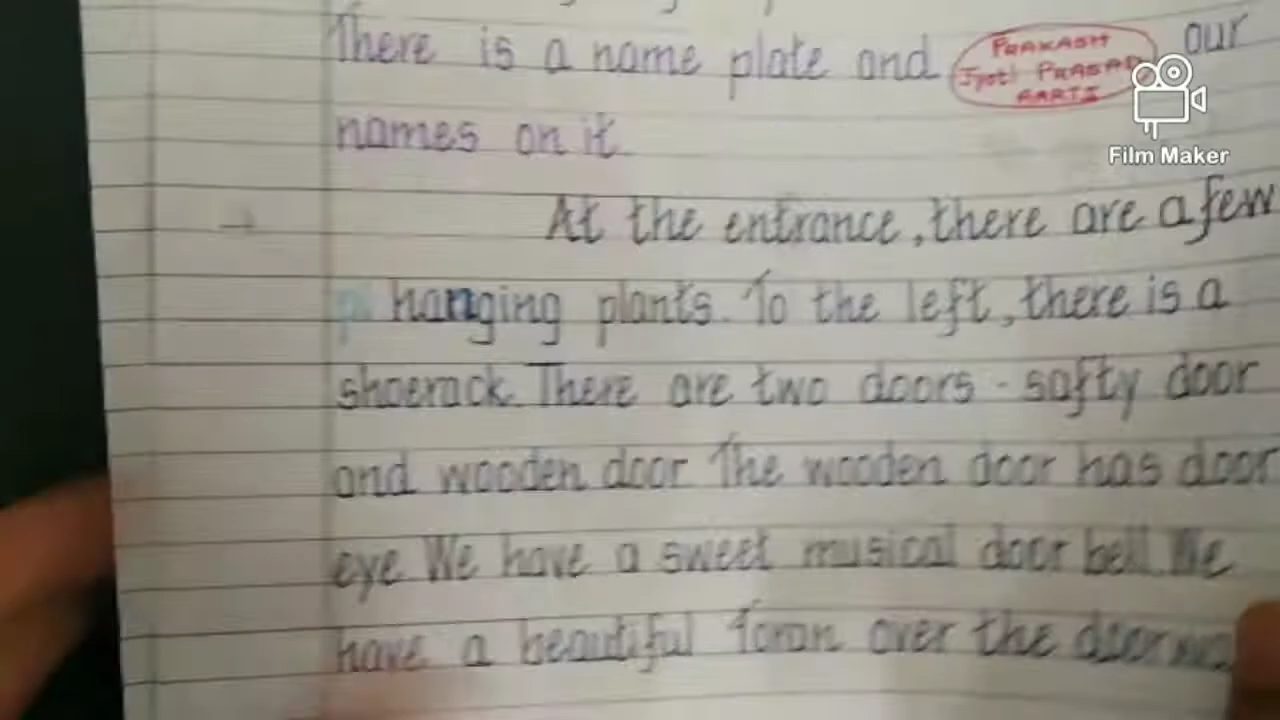 There is a name plate and PRAKASH Jyoti PRASAD AARTI our
names on it
Film Maker
→ At the entrance, there are a few
hanging plants. To the left, there is a
shoerack. There are two doors - safty door
and wooden door. The wooden door has door
eye We have a sweet musical door bell. We
have a beautiful Toran over the